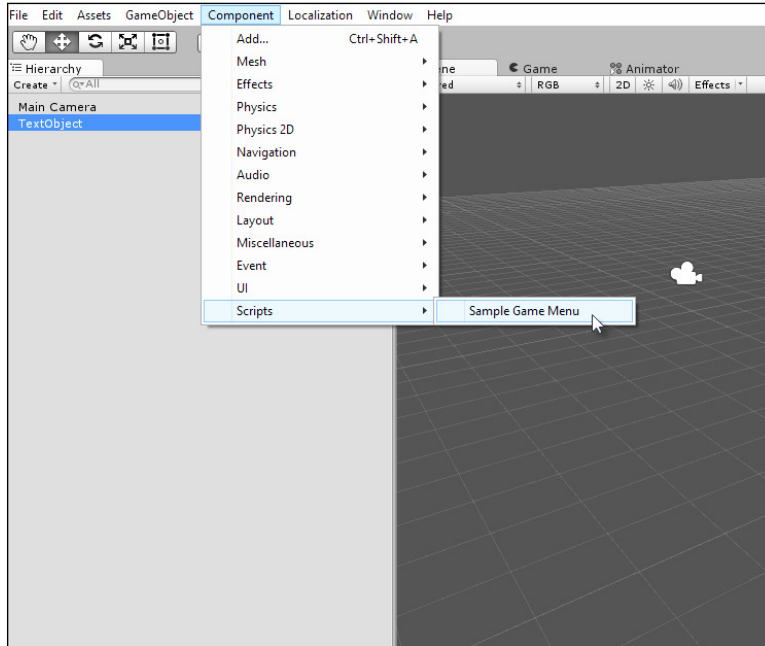 File Edit Assets GameObject Component Localization Window Help
Add... Ctrl+Shift+A
Hierarchy
Game
Animator
Create
All
RGB
2D
Effects
Main Camera
TextObject
Mesh
Effects
Physics
Physics 2D
Navigation
Audio
Rendering
Layout
Miscellaneous
Event
UI
Scripts
Sample Game Menu